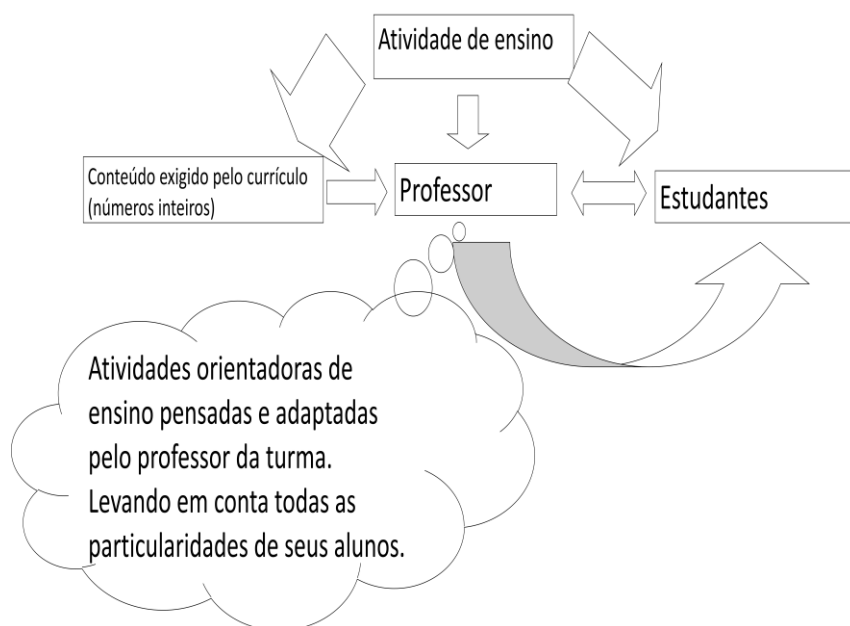 Atividade de ensino
Conteúdo exigido pelo currículo
(números inteiros)
Professor
Estudantes
Atividades orientadoras de
ensino pensadas e adaptadas
pelo professor da turma.
Levando em conta todas as
particularidades de seus alunos.